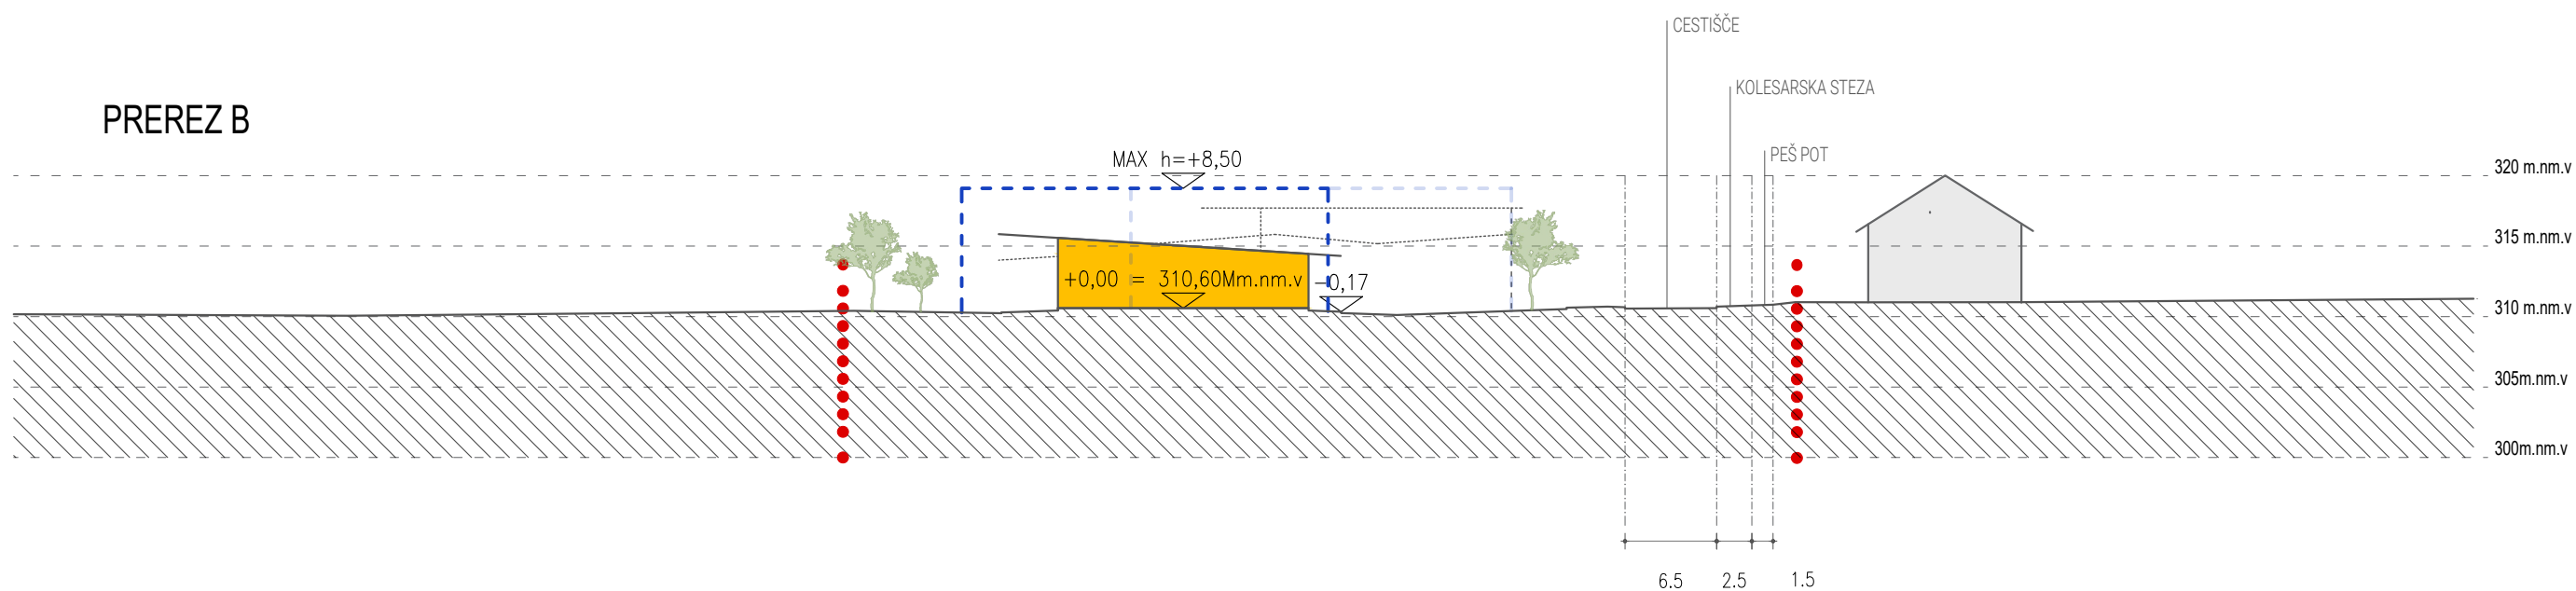 CESTIŠČE
KOLESARSKA STEZA
PREREZ B
PEŠ POT
MAX h=+8,50
320 m.nm.v
315 m.nm.v
+0,00 = 310,60Mm.nm.v
-0,17
310 m.nm.v
305m.nm.v
300m.nm.v
6.5 2.5 1.5